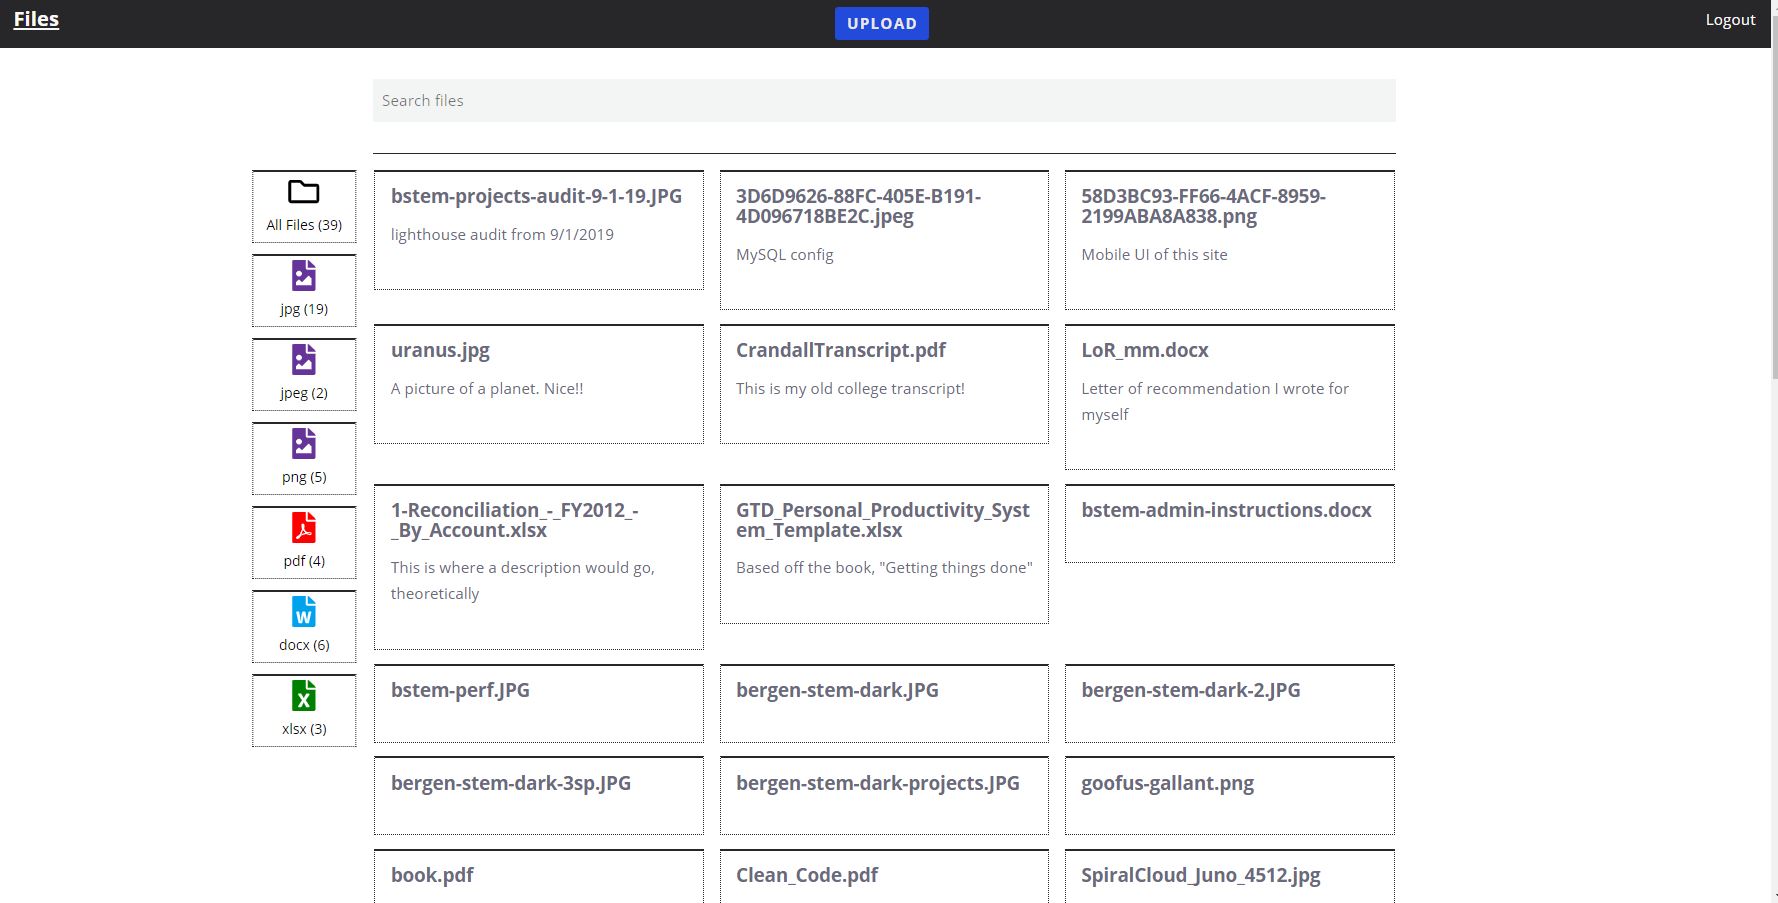 Files
UPLOAD
Logout
Search files
All Files (39)
jpg (19)
jpeg (2)
png (5)
pdf (4)
docx (6)
xlsx (3)
bstem-projects-audit-9-1-19.JPG
lighthouse audit from 9/1/2019
3D6D9626-88FC-405E-B191-
4D096718BE2C.jpeg
MySQL config
58D3BC93-FF66-4ACF-8959-
2199ABA8A838.png
Mobile UI of this site
uranus.jpg
A picture of a planet. Nice!!
CrandallTranscript.pdf
This is my old college transcript!
LoR_mm.docx
Letter of recommendation I wrote for
myself
1-Reconciliation_-_FY2012_-
_By_Account.xlsx
This is where a description would go,
theoretically
GTD_Personal_Productivity_Syst
em_Template.xlsx
Based off the book, "Getting things done"
bstem-admin-instructions.docx
bstem-perf.JPG
bergen-stem-dark.JPG
bergen-stem-dark-2.JPG
bergen-stem-dark-3sp.JPG
bergen-stem-dark-projects.JPG
goofus-gallant.png
book.pdf
Clean_Code.pdf
SpiralCloud_Juno_4512.jpg